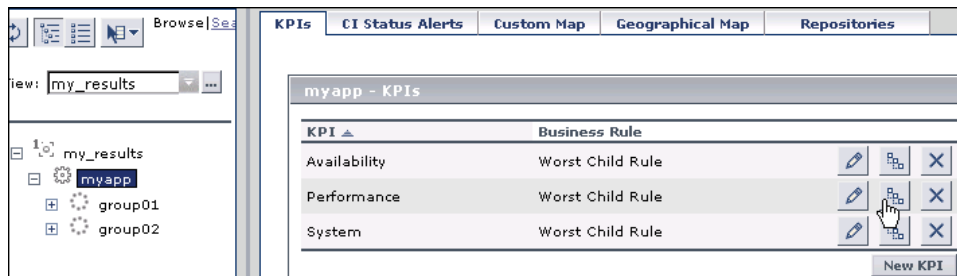 Browse|Sea
KPIs CI Status Alerts Custom Map Geographical Map Repositories
iew: my_results ...
myapp - KPIs
KPI Business Rule
my_results
Availability Worst Child Rule
myapp
Performance Worst Child Rule
group01
group02
System Worst Child Rule
New KPI